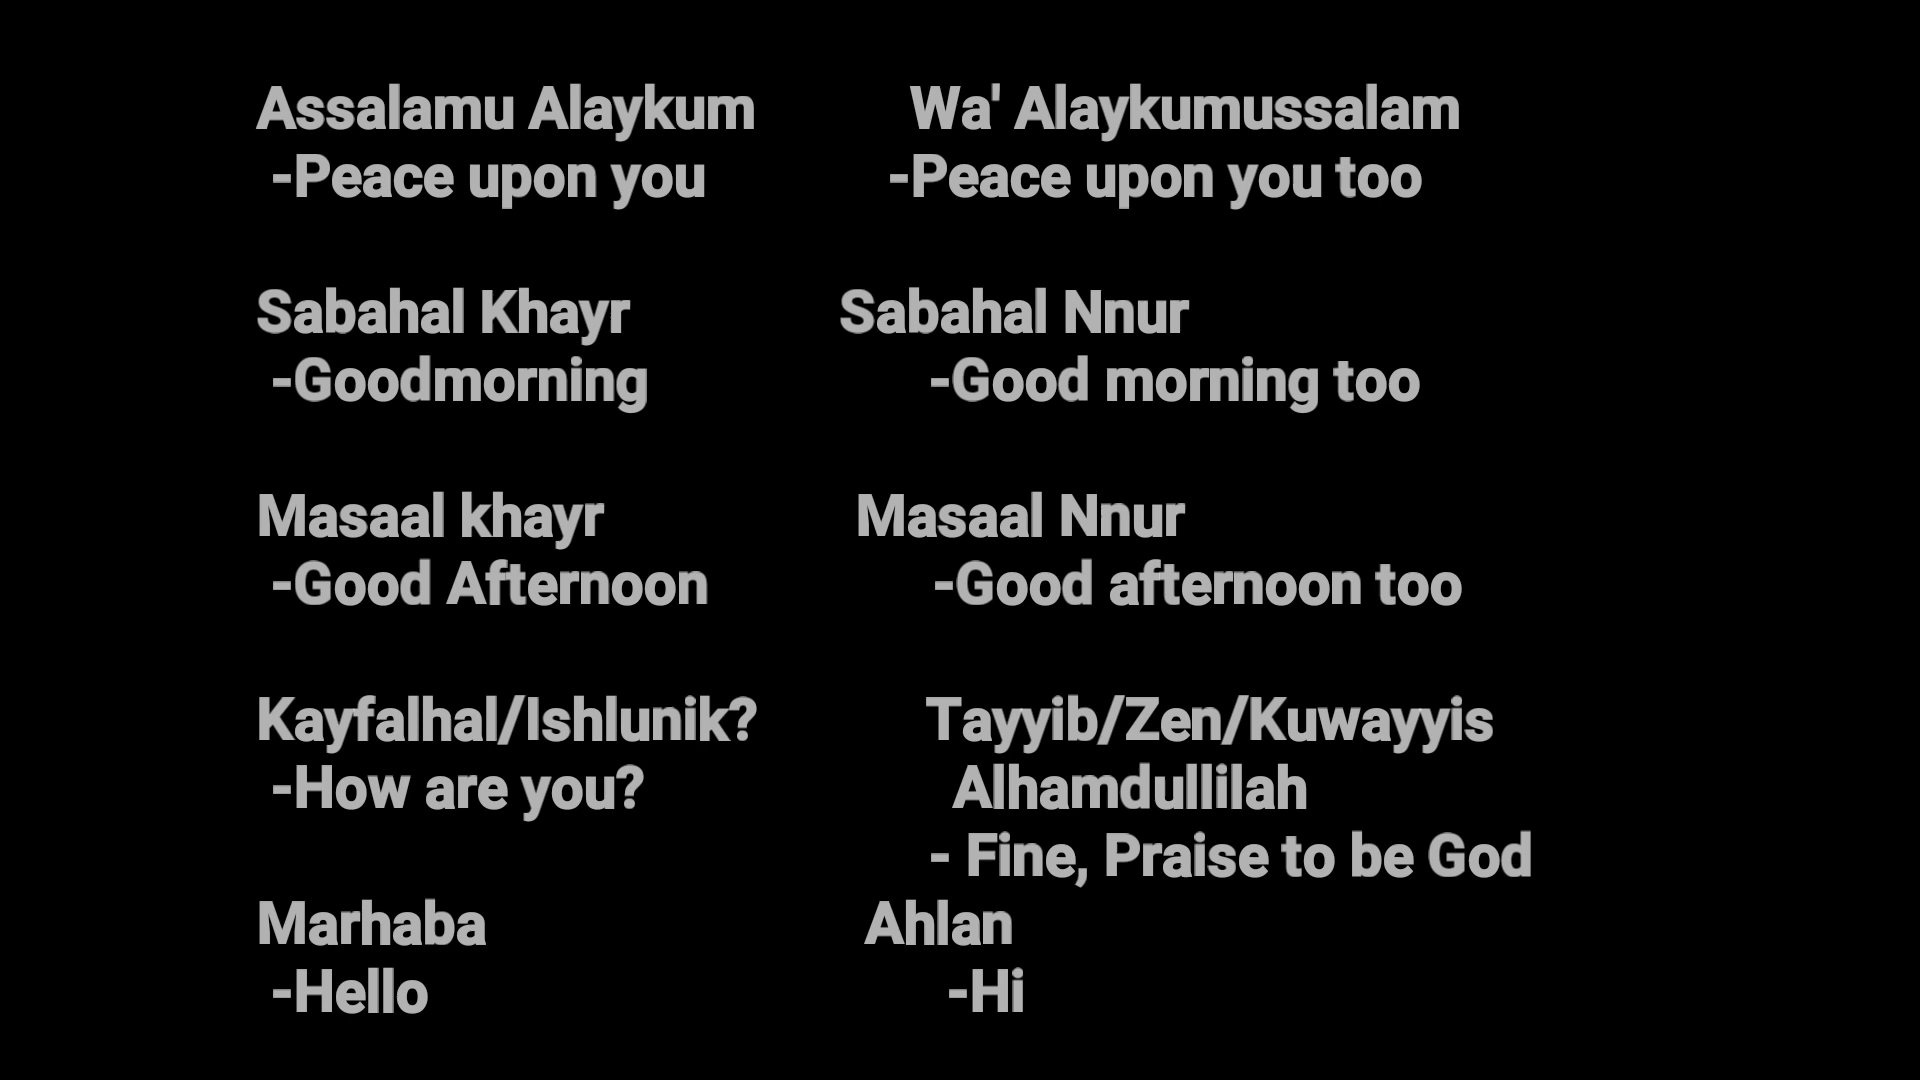 Assalamu Alaykum Wa' Alaykumussalam
-Peace upon you -Peace upon you too
Sabahal Khayr Sabahal Nnur
-Goodmorning -Good morning too
Masaal khayr Masaal Nnur
-Good Afternoon -Good afternoon too
Kayfalhal/Ishlunik? Tayyib/Zen/Kuwayyis
-How are you? Alhamdullilah
- Fine, Praise to be God
Marhaba Ahlan
-Hello -Hi